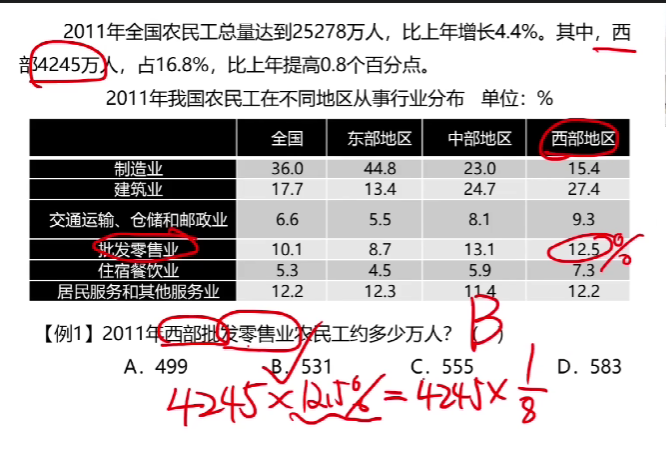 2011年全国农民工总量达到25278万人，比上年增长4.4%。其中，西
部4245万人，占16.8%，比上年提高0.8个百分点。
2011年我国农民工在不同地区从事行业分布 单位：%
全国 东部地区 中部地区 西部地区
制造业 36.0 44.8 23.0 15.4
建筑业 17.7 13.4 24.7 27.4
交通运输、仓储和邮政业 6.6 5.5 8.1 9.3
批发零售业 10.1 8.7 13.1 12.5%
住宿餐饮业 5.3 4.5 5.9 7.3
居民服务和其他服务业 12.2 12.3 11.4 12.2
【例1】2011年西部批发零售业农民工约多少万人？（B）
A．499 B．531 C．555 D．583
4245×12.5%=4245×1/8